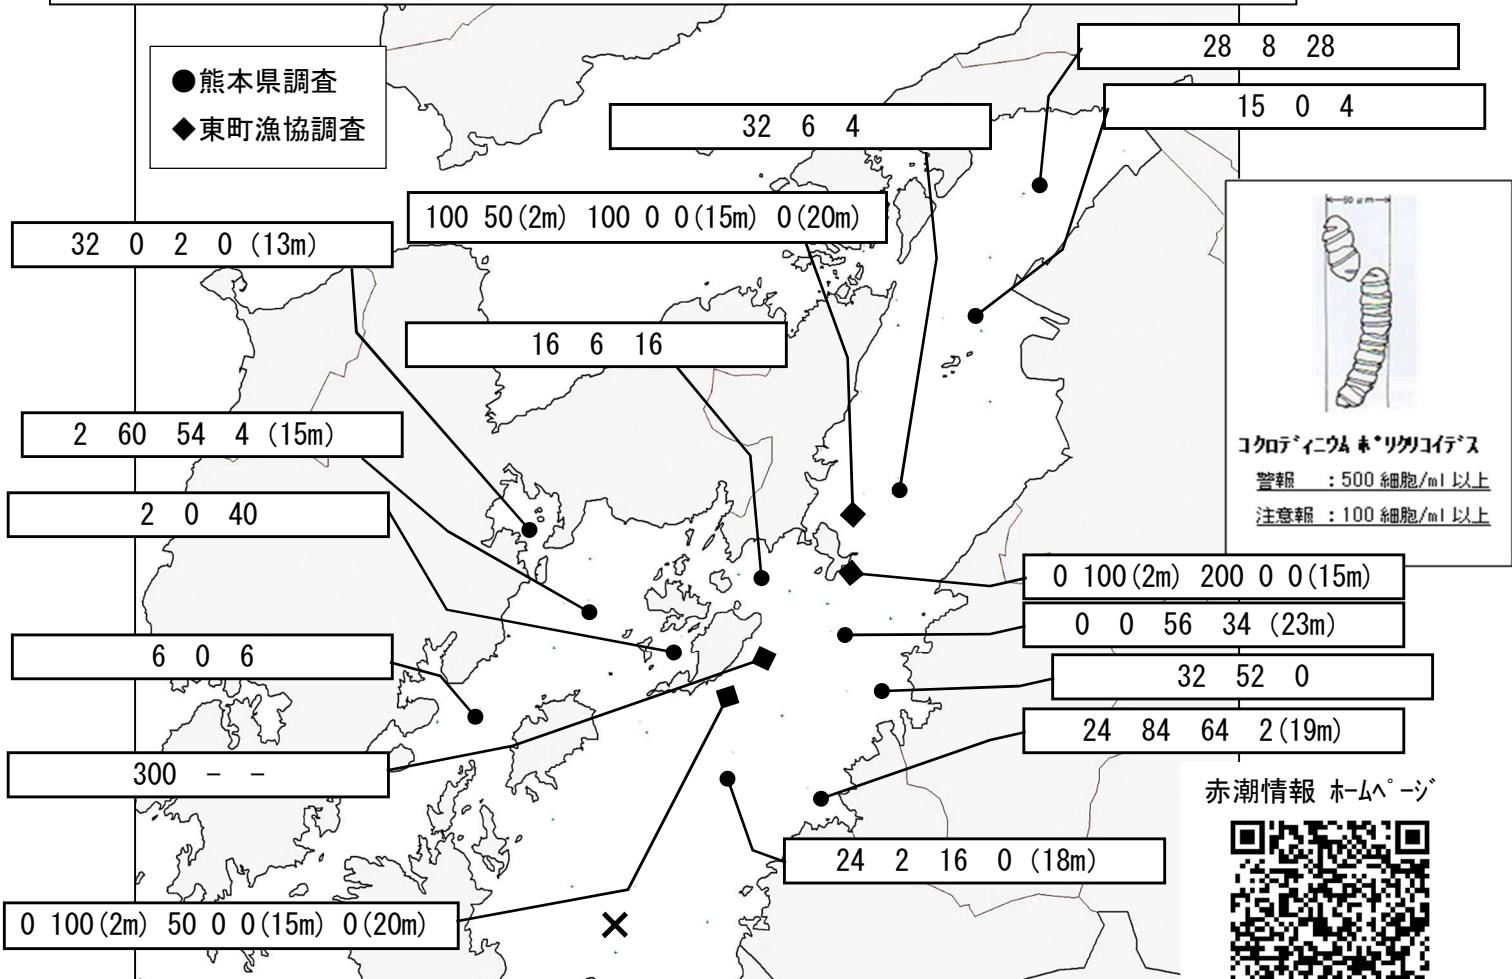 ●熊本県調査
◆東町漁協調査
28 8 28
15 0 4
32 6 4
100 50(2m) 100 0 0(15m) 0(20m)
32 0 2 0 (13m)
16 6 16
2 60 54 4 (15m)
2 0 40
6 0 6
300 - -
0 100(2m) 50 0 0(15m) 0(20m)
50μm
コクロディニウム ポリクリコイデス
警報 :500 細胞/ml 以上
注意報 :100 細胞/ml 以上
0 100(2m) 200 0 0(15m)
0 0 56 34 (23m)
32 52 0
24 84 64 2(19m)
24 2 16 0 (18m)
赤潮情報 ホームページ